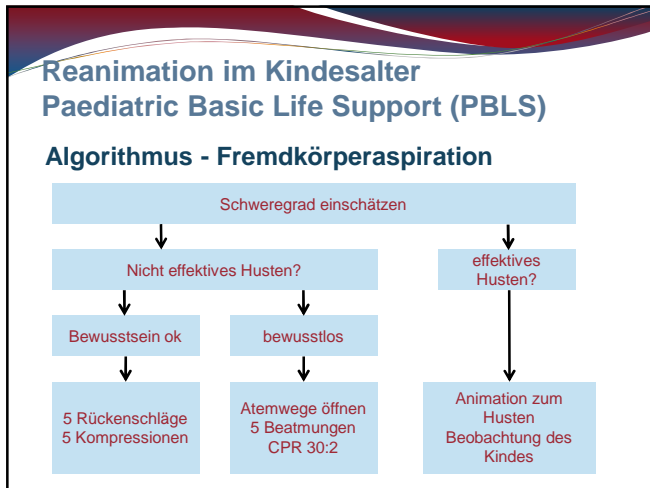 Reanimation im Kindesalter
Paediatric Basic Life Support (PBLS)
Algorithmus - Fremdkörperaspiration
Schweregrad einschätzen
Nicht effektives Husten?
effektives
Husten?
Bewusstsein ok
bewusstlos
5 Rückenschläge
5 Kompressionen
Atemwege öffnen
5 Beatmungen
CPR 30:2
Animation zum
Husten
Beobachtung des
Kindes